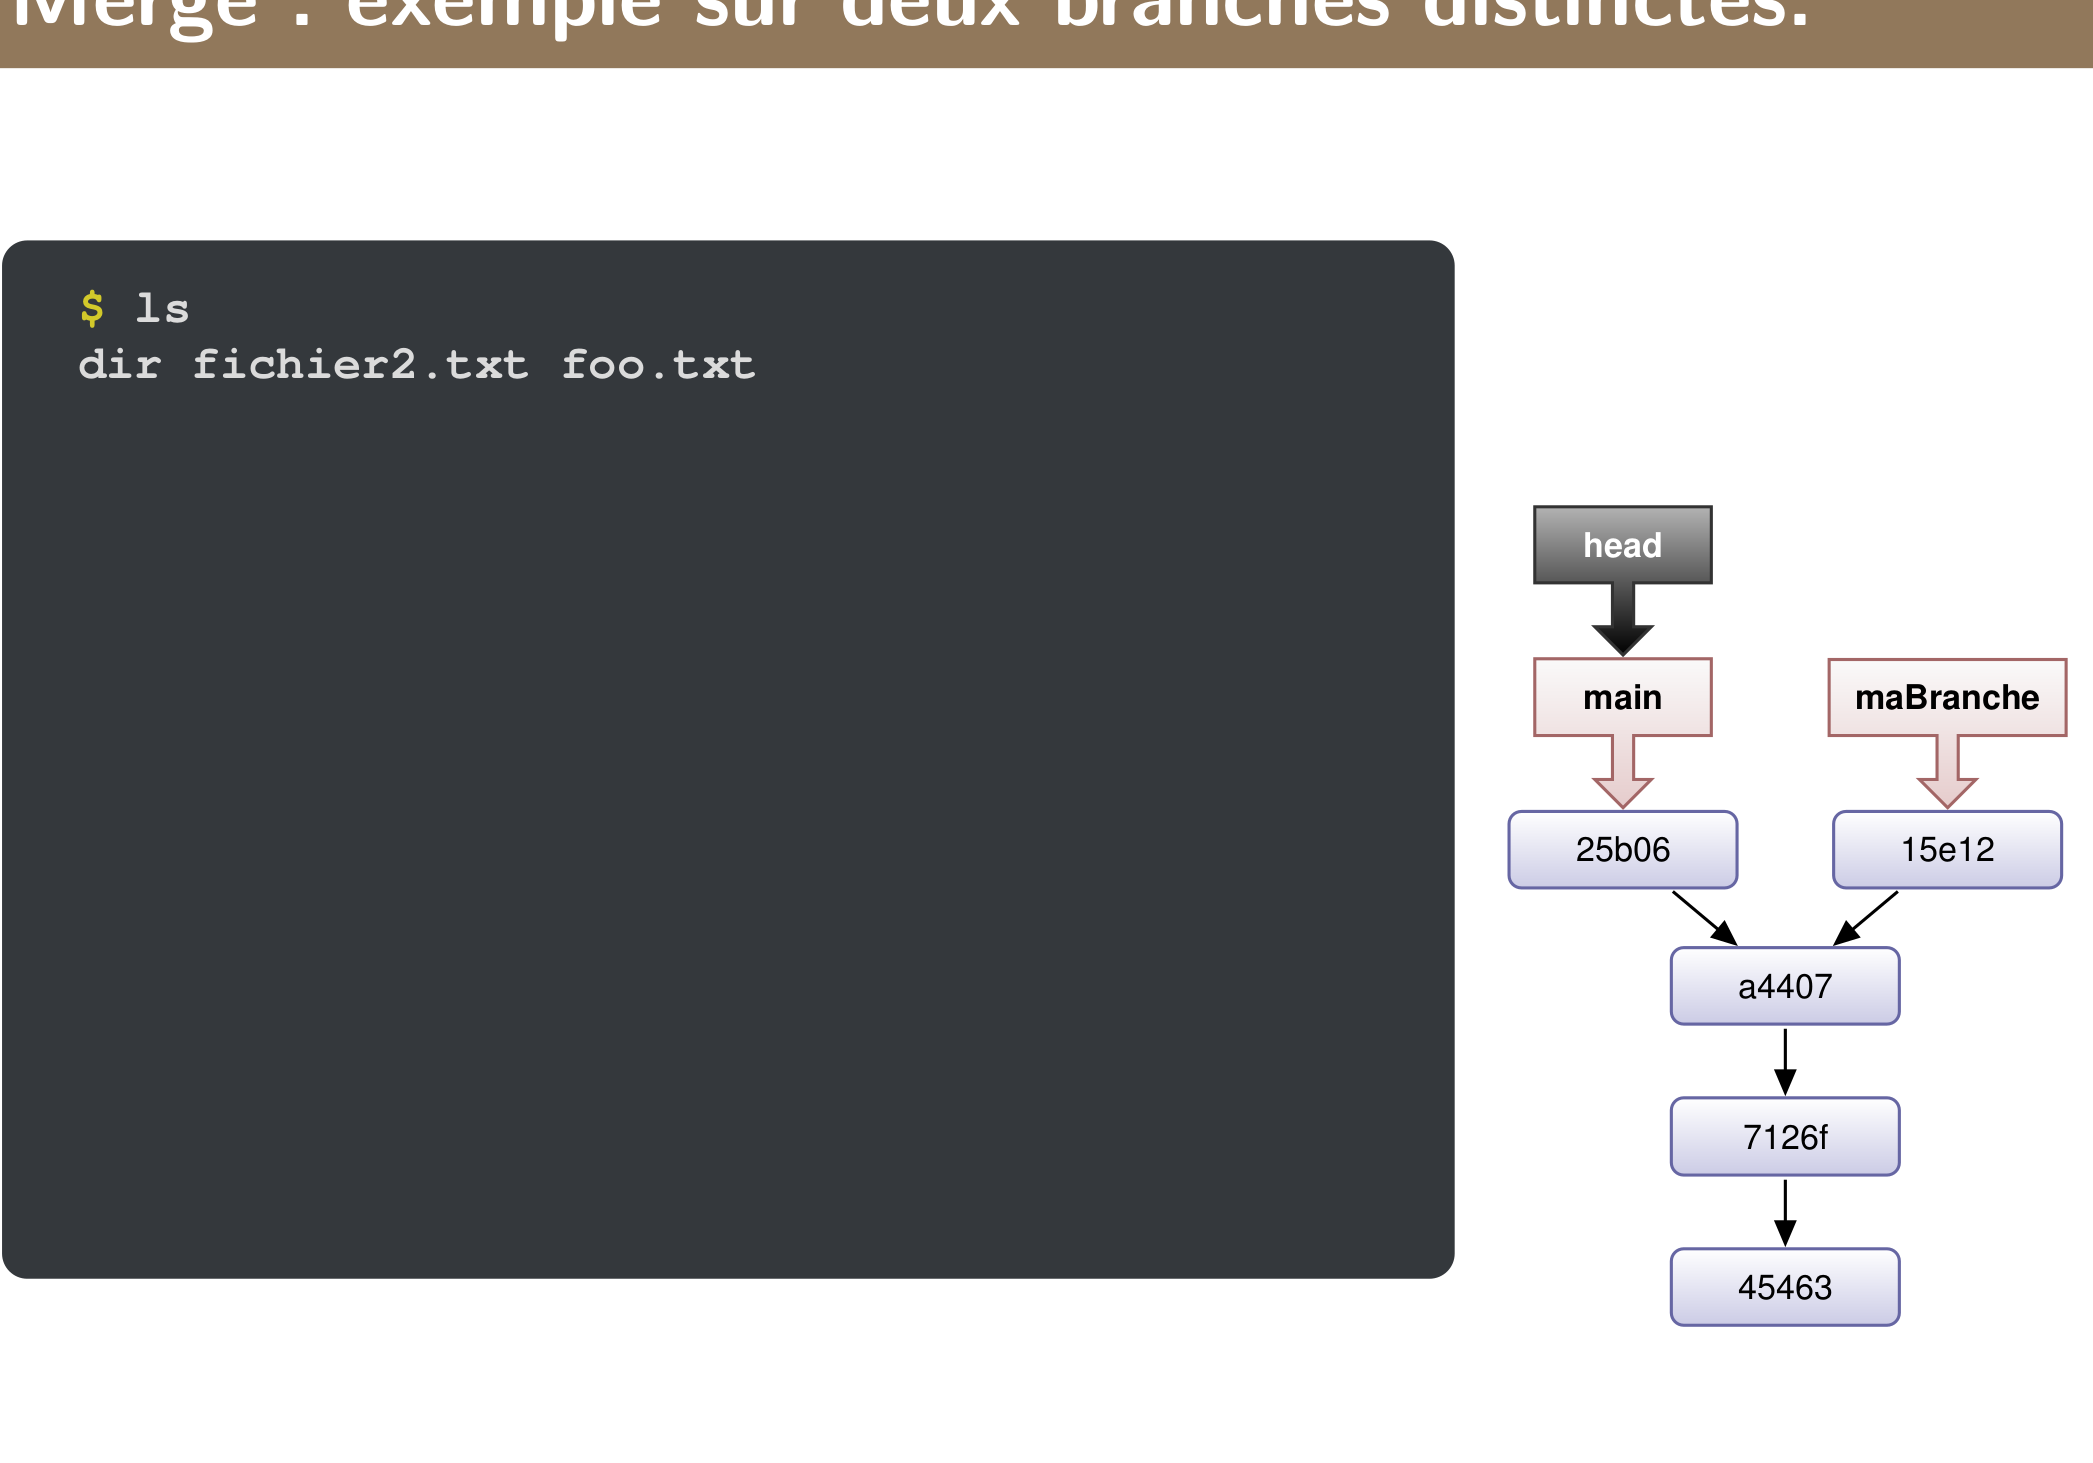 Merge : exemple sur deux branches distinctes.
$ ls
dir fichier2.txt foo.txt
head
main maBranche
25b06 15e12
a4407
7126f
45463